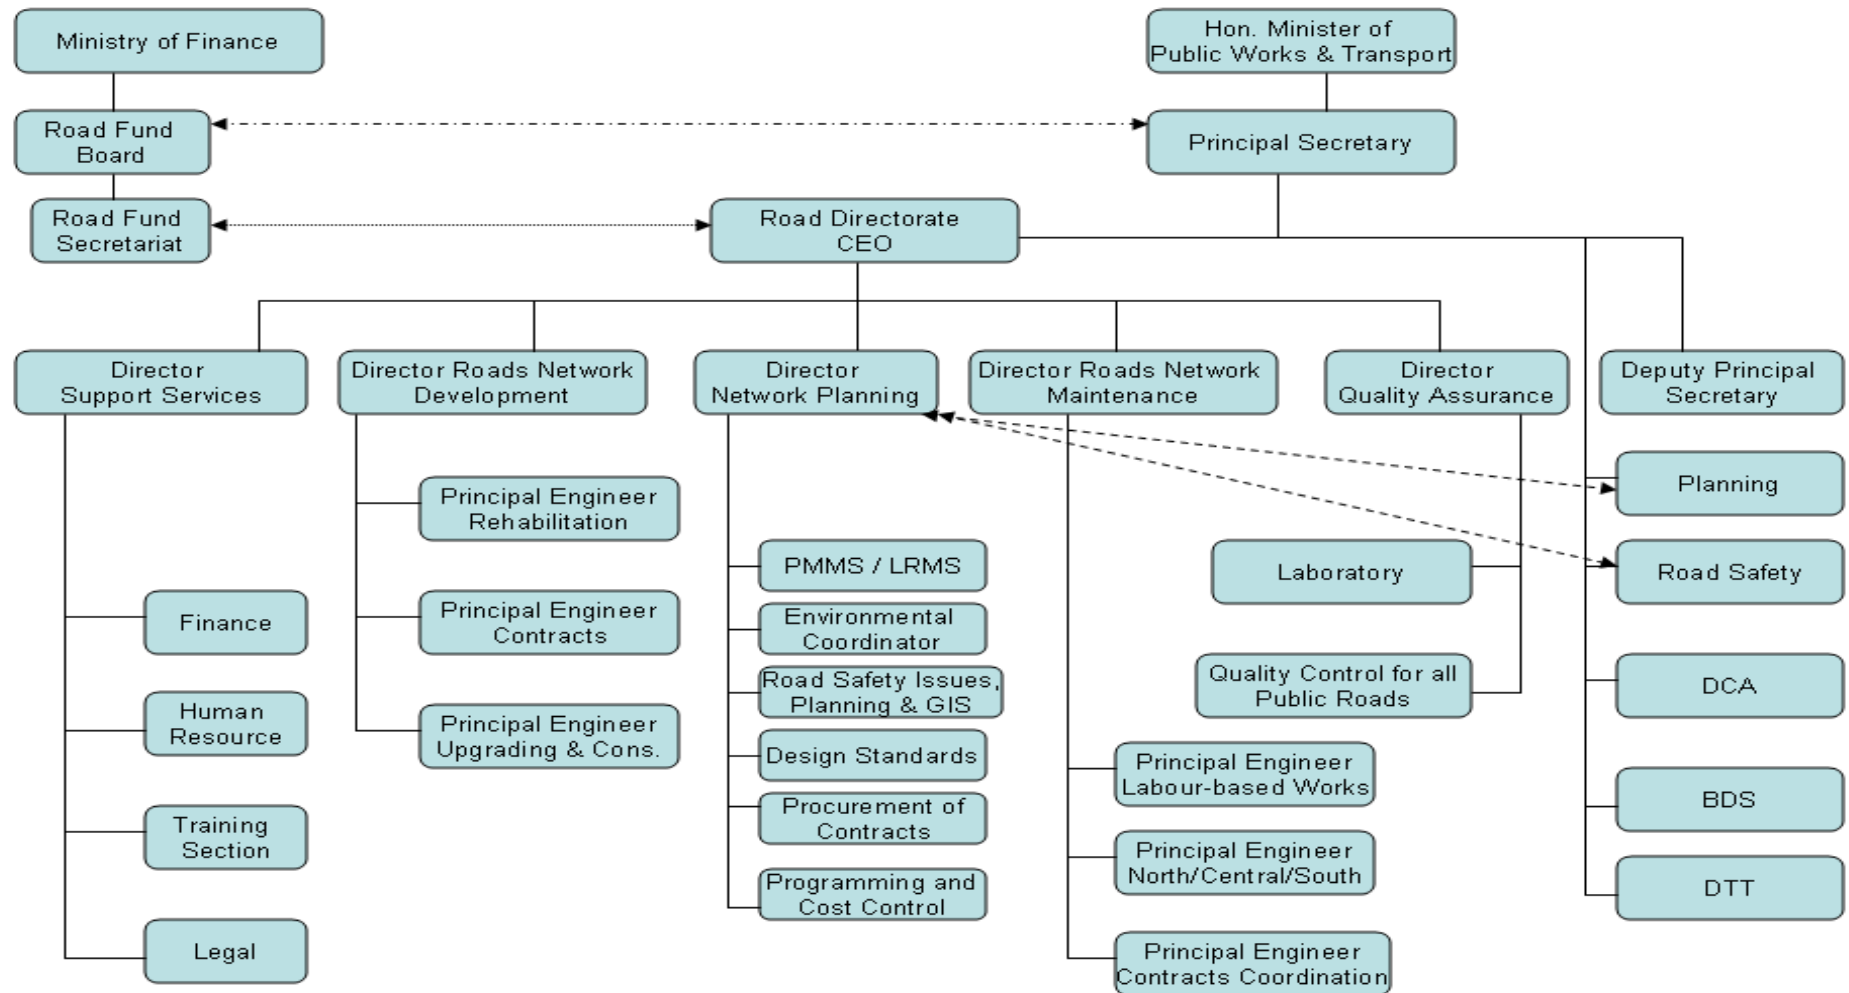 Ministry of Finance
Hon. Minister of
Public Works & Transport
Road Fund
Board
Principal Secretary
Road Fund
Secretariat
Road Directorate
CEO
Director
Support Services
Director Roads Network
Development
Director
Network Planning
Director Roads Network
Maintenance
Director
Quality Assurance
Deputy Principal
Secretary
Finance
Human
Resource
Training
Section
Legal
Principal Engineer
Rehabilitation
Principal Engineer
Contracts
Principal Engineer
Upgrading & Cons.
PMMS / LRMS
Environmental
Coordinator
Road Safety Issues,
Planning & GIS
Design Standards
Procurement of
Contracts
Programming and
Cost Control
Principal Engineer
Labour-based Works
Principal Engineer
North/Central/South
Principal Engineer
Contracts Coordination
Laboratory
Quality Control for all
Public Roads
Planning
Road Safety
DCA
BDS
DTT